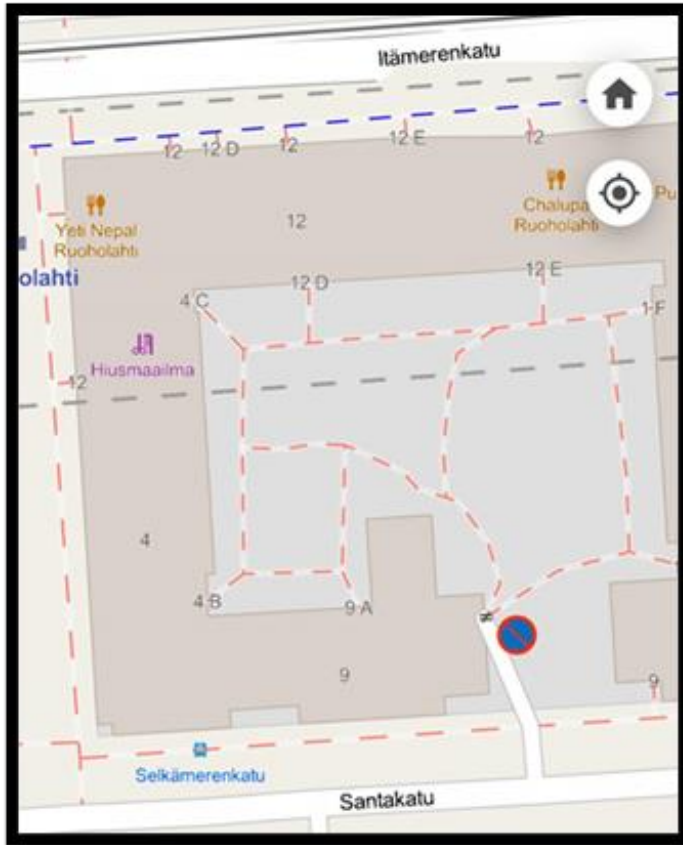 Itämerenkatu
12
12 D
12
12 E
12
Yeti Nepal
Ruoholahti
12
Chalupa
Ruoholahti
Pu
olahti
4 C
12 D
12 E
1 F
Hiusmaailma
12
4
4 B
9 A
9
9
Selkämerenkatu
Santakatu